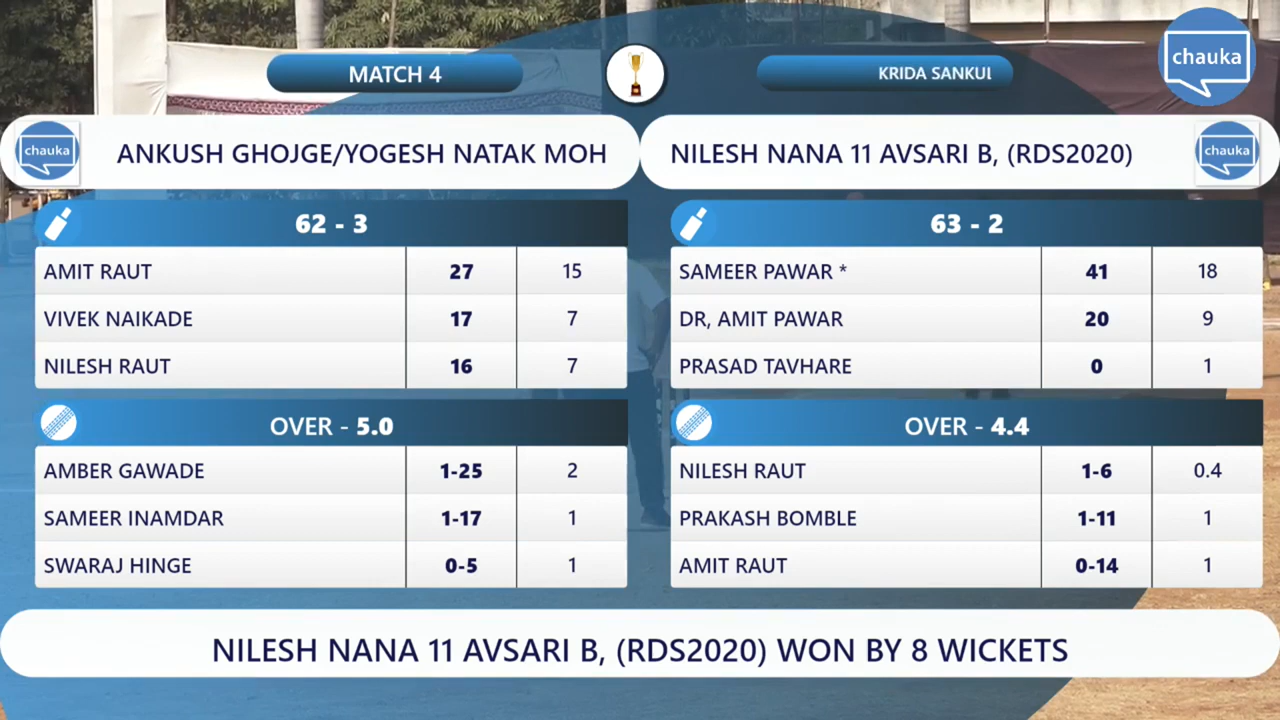 MATCH 4
KRIDA SANKUL
chauka
chauka
ANKUSH GHOJGE/YOGESH NATAK MOH
NILESH NANA 11 AVSARI B, (RDS2020)
chauka
62 - 3
AMIT RAUT 27 15
VIVEK NAIKADE 17 7
NILESH RAUT 16 7
63 - 2
SAMEER PAWAR * 41 18
DR, AMIT PAWAR 20 9
PRASAD TAVHARE 0 1
OVER - 5.0
AMBER GAWADE 1-25 2
SAMEER INAMDAR 1-17 1
SWARAJ HINGE 0-5 1
OVER - 4.4
NILESH RAUT 1-6 0.4
PRAKASH BOMBLE 1-11 1
AMIT RAUT 0-14 1
NILESH NANA 11 AVSARI B, (RDS2020) WON BY 8 WICKETS